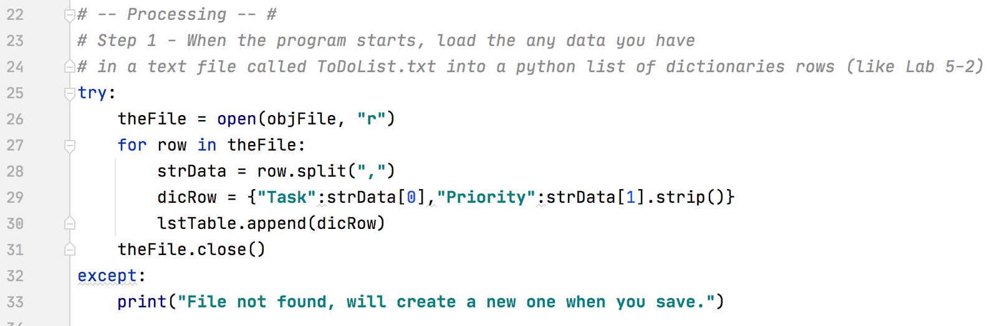 22 # -- Processing -- #
23 # Step 1 - When the program starts, load the any data you have
24 # in a text file called ToDoList.txt into a python list of dictionaries rows (like Lab 5-2)
25 try:
26     theFile = open(objFile, "r")
27     for row in theFile:
28         strData = row.split(",")
29         dicRow = {"Task":strData[0],"Priority":strData[1].strip()}
30         lstTable.append(dicRow)
31     theFile.close()
32 except:
33     print("File not found, will create a new one when you save.")